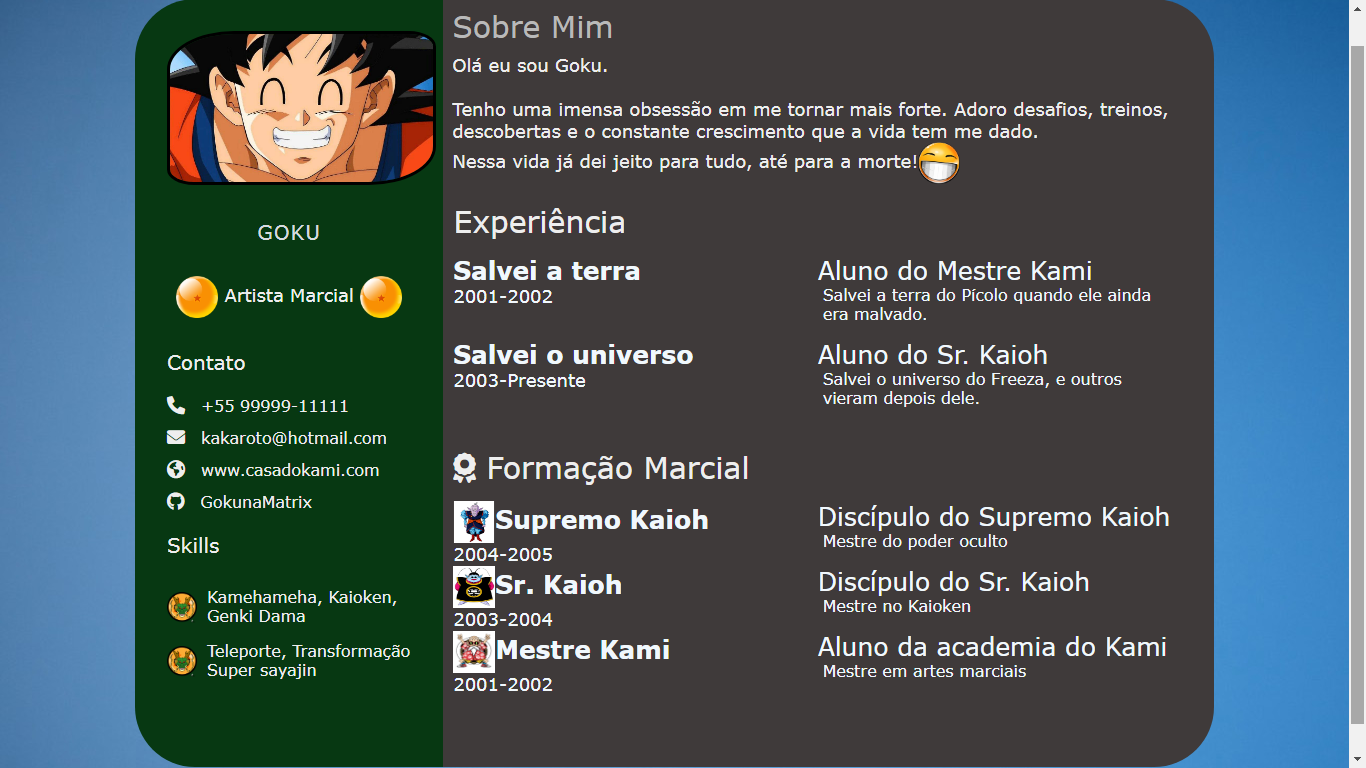 GOKU
Artista Marcial
Contato
+55 99999-11111
kakaroto@hotmail.com
www.casadokami.com
GokunaMatrix
Skills
Kamehameha, Kaioken,
Genki Dama
Teleporte, Transformação
Super sayajin
Sobre Mim
Olá eu sou Goku.
Tenho uma imensa obsessão em me tornar mais forte. Adoro desafios, treinos,
descobertas e o constante crescimento que a vida tem me dado.
Nessa vida já dei jeito para tudo, até para a morte!
Experiência
Salvei a terra
2001-2002
Aluno do Mestre Kami
Salvei a terra do Pícolo quando ele ainda
era malvado.
Salvei o universo
2003-Presente
Aluno do Sr. Kaioh
Salvei o universo do Freeza, e outros
vieram depois dele.
Formação Marcial
Supremo Kaioh
2004-2005
Discípulo do Supremo Kaioh
Mestre do poder oculto
Sr. Kaioh
2003-2004
Discípulo do Sr. Kaioh
Mestre no Kaioken
Mestre Kami
2001-2002
Aluno da academia do Kami
Mestre em artes marciais